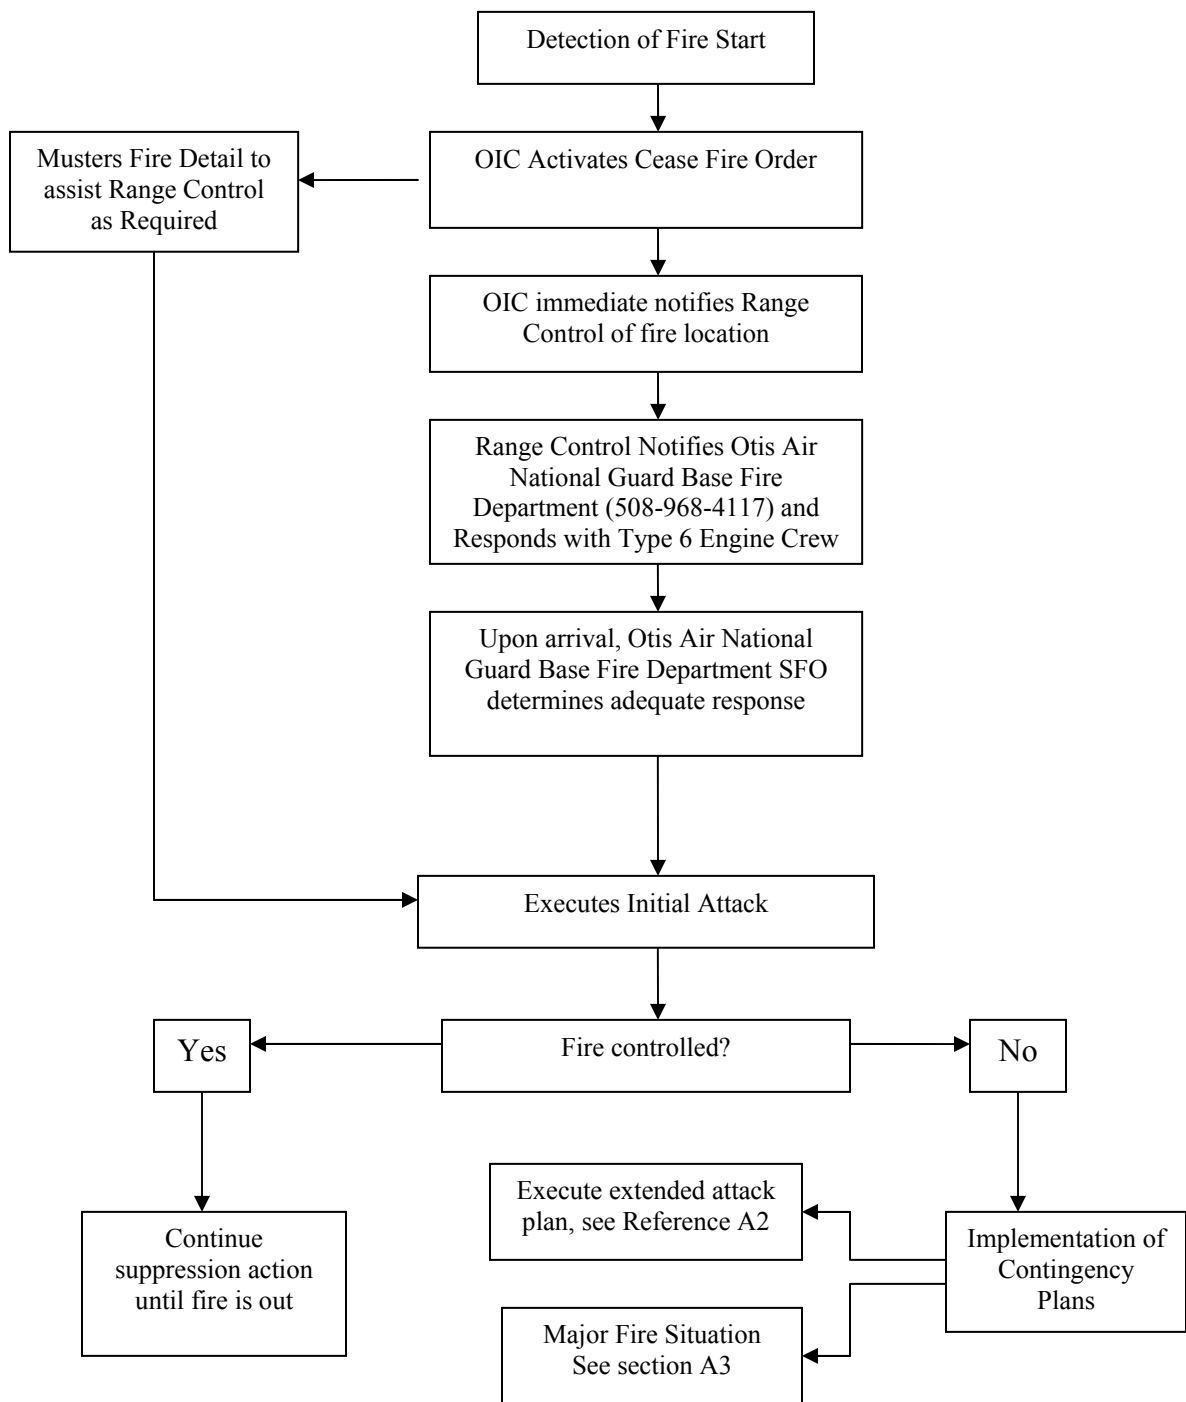 Detection of Fire Start
Musters Fire Detail to
assist Range Control
as Required
OIC Activates Cease Fire Order
OIC immediate notifies Range
Control of fire location
Range Control Notifies Otis Air
National Guard Base Fire
Department (508-968-4117) and
Responds with Type 6 Engine Crew
Upon arrival, Otis Air National
Guard Base Fire Department SFO
determines adequate response
Executes Initial Attack
Yes
Fire controlled?
No
Execute extended attack
plan, see Reference A2
Continue
suppression action
until fire is out
Implementation of
Contingency
Plans
Major Fire Situation
See section A3